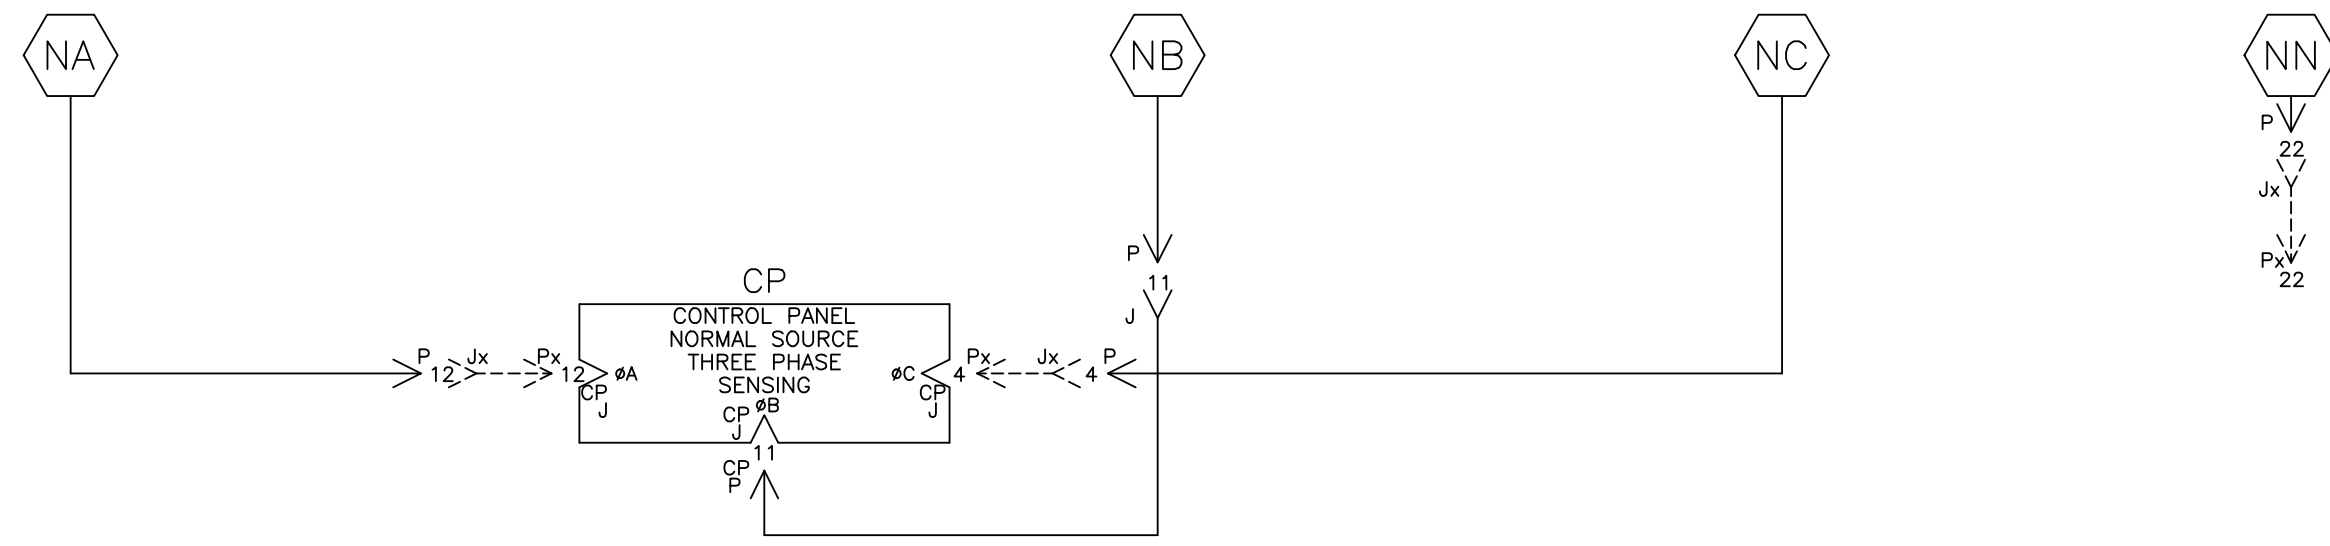 NA
NB
NC
NN
P
22
Jx
Px
22
P
11
J
CP
CONTROL PANEL
NORMAL SOURCE
THREE PHASE
SENSING
P 12 Jx Px 12 øA
CP
J
øC 4 Px Jx 4 P
CP
J
øB
CP
J
11
CP
P